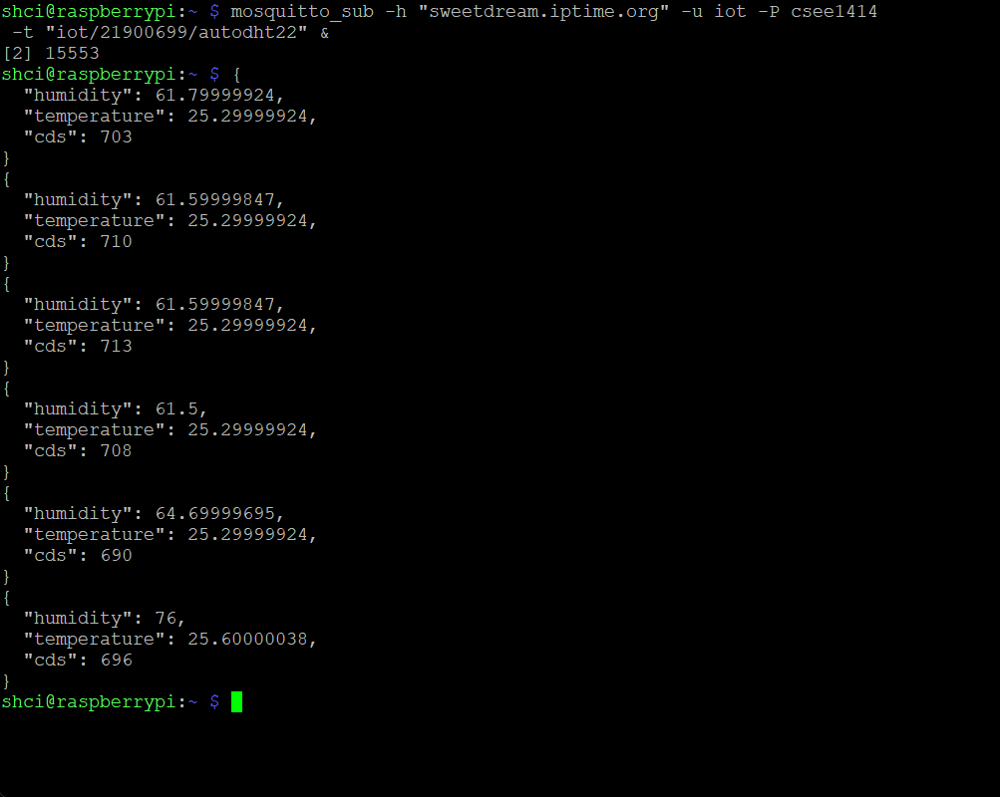 shci@raspberrypi:~ $ mosquitto_sub -h "sweetdream.iptime.org" -u iot -P csee1414
 -t "iot/21900699/autodht22" &
[2] 15553
shci@raspberrypi:~ $ {
  "humidity": 61.79999924,
  "temperature": 25.29999924,
  "cds": 703
}
{
  "humidity": 61.59999847,
  "temperature": 25.29999924,
  "cds": 710
}
{
  "humidity": 61.59999847,
  "temperature": 25.29999924,
  "cds": 713
}
{
  "humidity": 61.5,
  "temperature": 25.29999924,
  "cds": 708
}
{
  "humidity": 64.69999695,
  "temperature": 25.29999924,
  "cds": 690
}
{
  "humidity": 76,
  "temperature": 25.60000038,
  "cds": 696
}
shci@raspberrypi:~ $